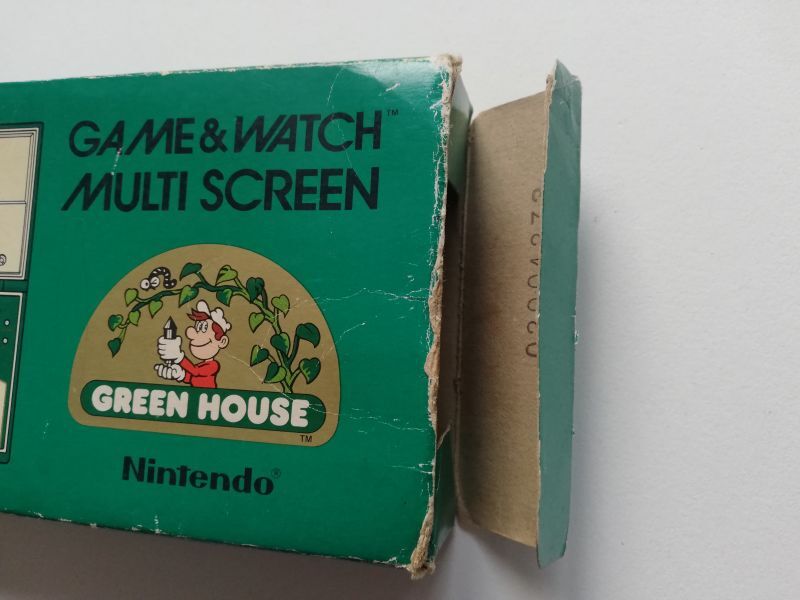 GAME & WATCH™
MULTI SCREEN
GREEN HOUSE
TM
Nintendo®